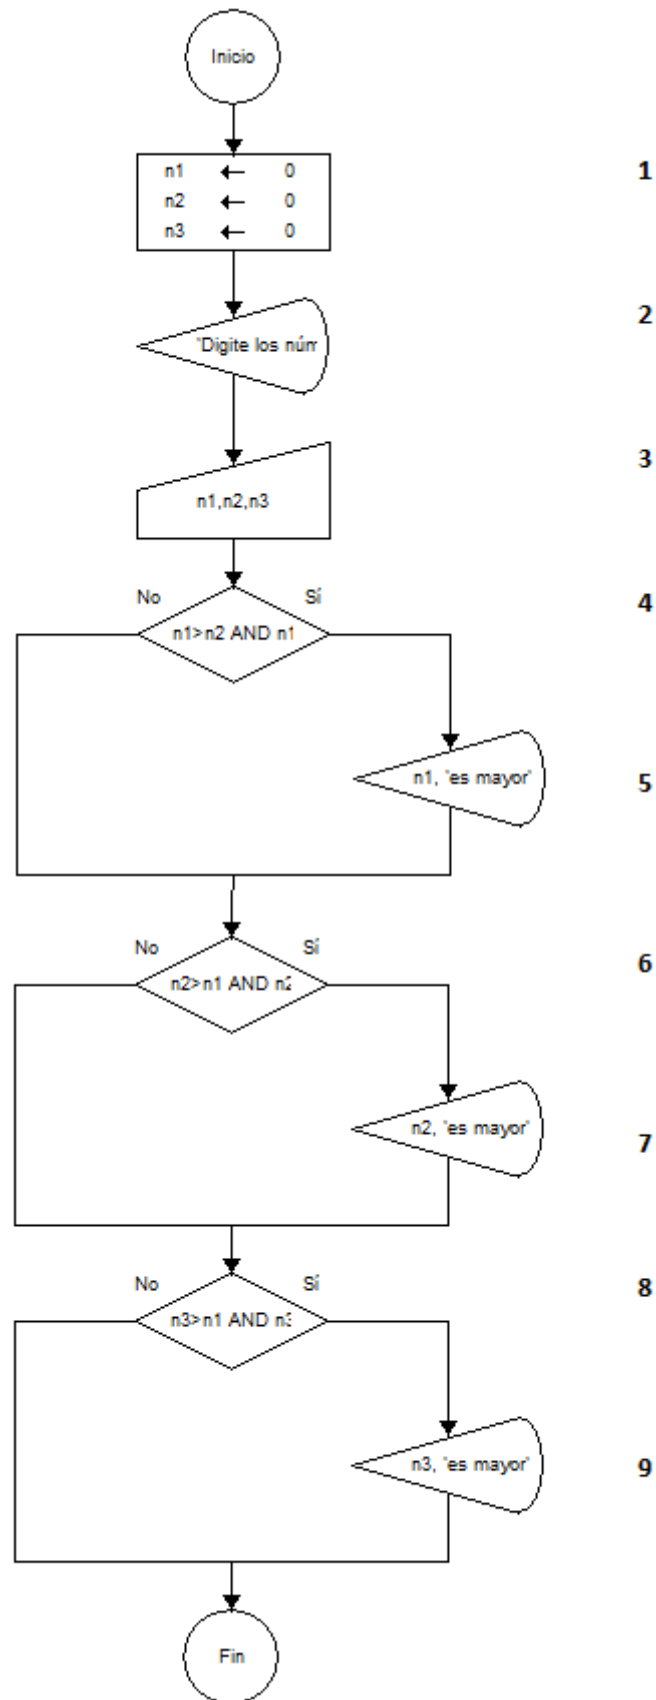 Inicio
n1 ← 0
1
n2 ← 0
n3 ← 0
2
'Digite los núm
3
n1,n2,n3
No Sí
4
n1>n2 AND n1
n1, 'es mayor'
5
No Sí
6
n2>n1 AND n2
n2, 'es mayor'
7
No Sí
8
n3>n1 AND n3
n3, 'es mayor'
9
Fin